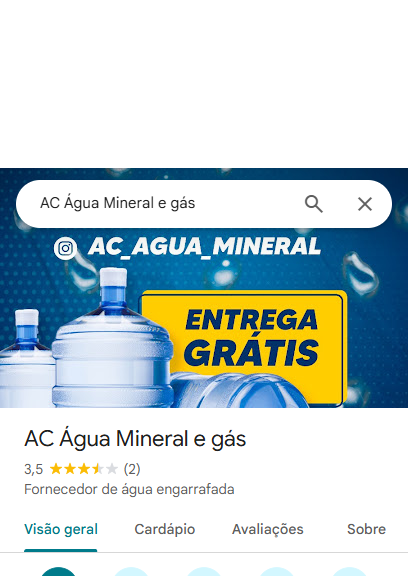 AC Água Mineral e gás
AC_AGUA_MINERAL
ENTREGA
GRÁTIS
AC Água Mineral e gás
3,5 (2)
Fornecedor de água engarrafada
Visão geral Cardápio Avaliações Sobre